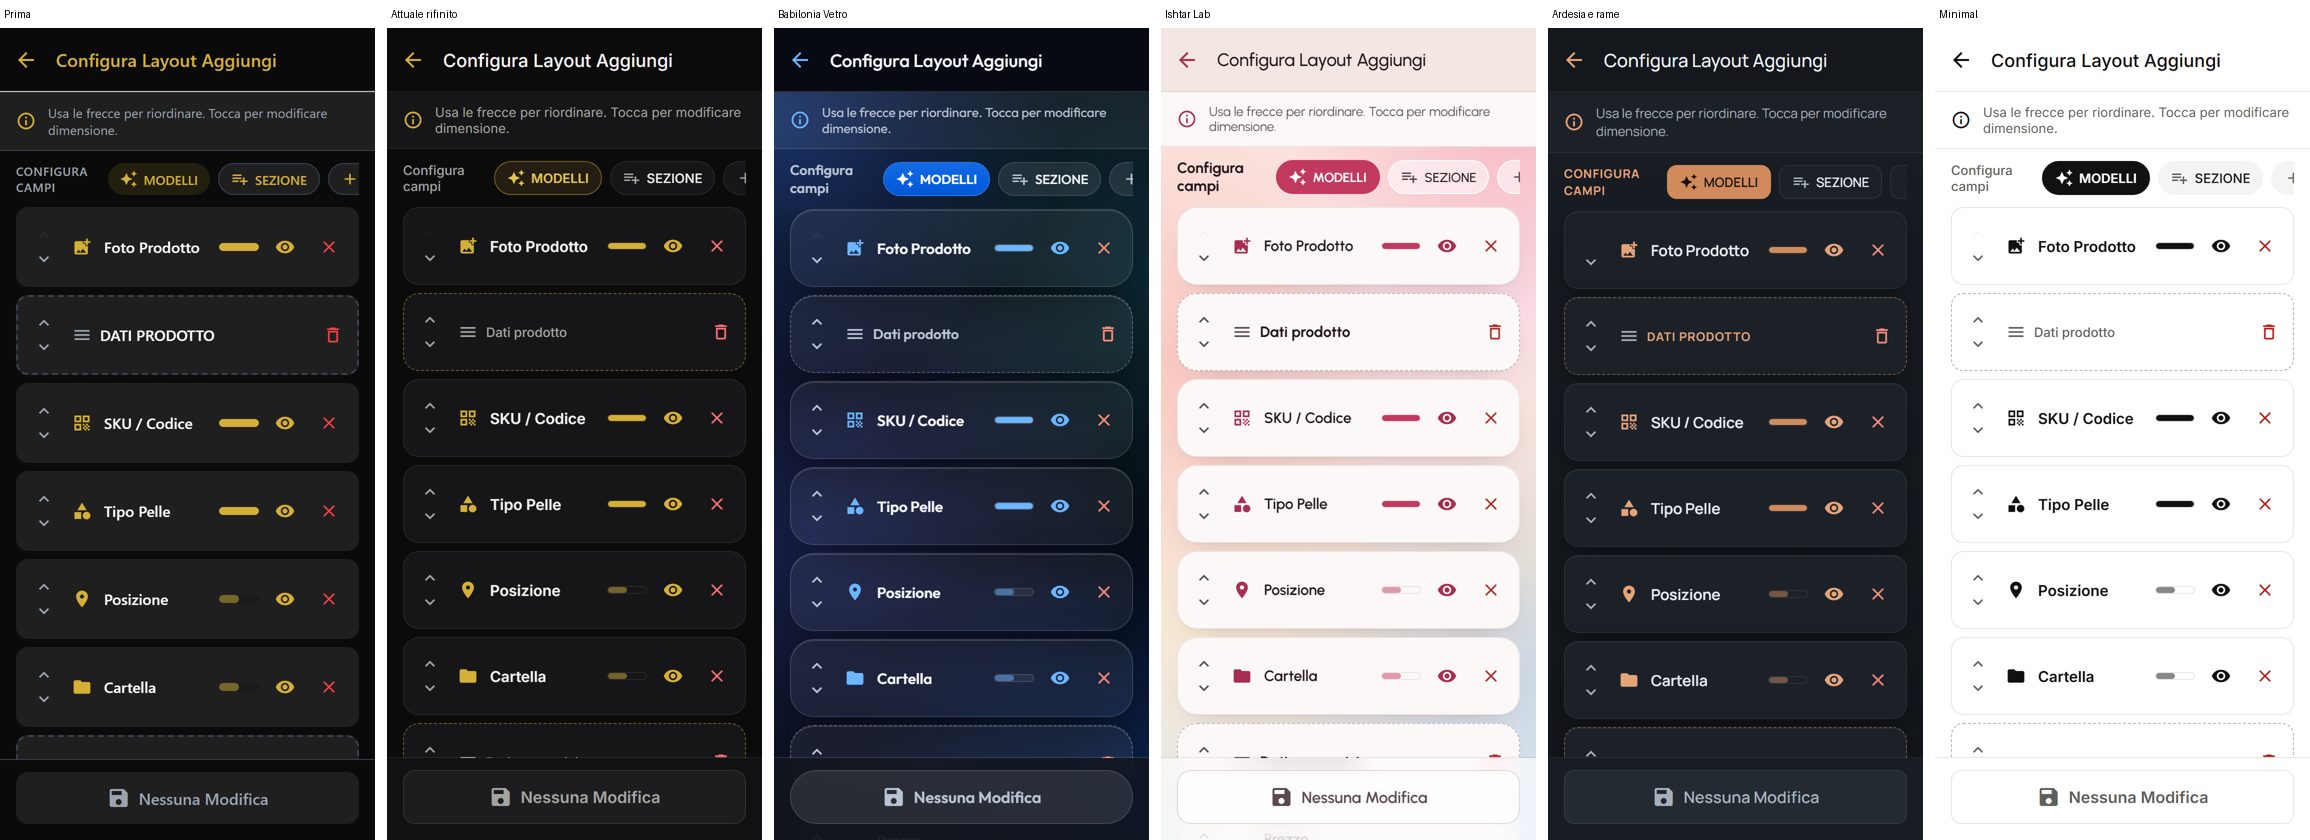 Prima
Configura Layout Aggiungi
Usa le frecce per riordinare. Tocca per modificare
dimensione.
CONFIGURA
CAMPI
MODELLI
SEZIONE
Foto Prodotto
DATI PRODOTTO
SKU / Codice
Tipo Pelle
Posizione
Cartella
Nessuna Modifica
Attuale rifinito
Configura Layout Aggiungi
Usa le frecce per riordinare. Tocca per modificare
dimensione.
Configura
campi
MODELLI
SEZIONE
Foto Prodotto
Dati prodotto
SKU / Codice
Tipo Pelle
Posizione
Cartella
Nessuna Modifica
Babilonia Vetro
Configura Layout Aggiungi
Usa le frecce per riordinare. Tocca per modificare
dimensione.
Configura
campi
MODELLI
SEZIONE
Foto Prodotto
Dati prodotto
SKU / Codice
Tipo Pelle
Posizione
Cartella
Nessuna Modifica
Ishtar Lab
Configura Layout Aggiungi
Usa le frecce per riordinare. Tocca per modificare
dimensione.
Configura
campi
MODELLI
SEZIONE
Foto Prodotto
Dati prodotto
SKU / Codice
Tipo Pelle
Posizione
Cartella
Nessuna Modifica
Prezzo
Ardesia e rame
Configura Layout Aggiungi
Usa le frecce per riordinare. Tocca per modificare
dimensione.
CONFIGURA
CAMPI
MODELLI
SEZIONE
Foto Prodotto
DATI PRODOTTO
SKU / Codice
Tipo Pelle
Posizione
Cartella
Nessuna Modifica
Minimal
Configura Layout Aggiungi
Usa le frecce per riordinare. Tocca per modificare
dimensione.
Configura
campi
MODELLI
SEZIONE
Foto Prodotto
Dati prodotto
SKU / Codice
Tipo Pelle
Posizione
Cartella
Nessuna Modifica